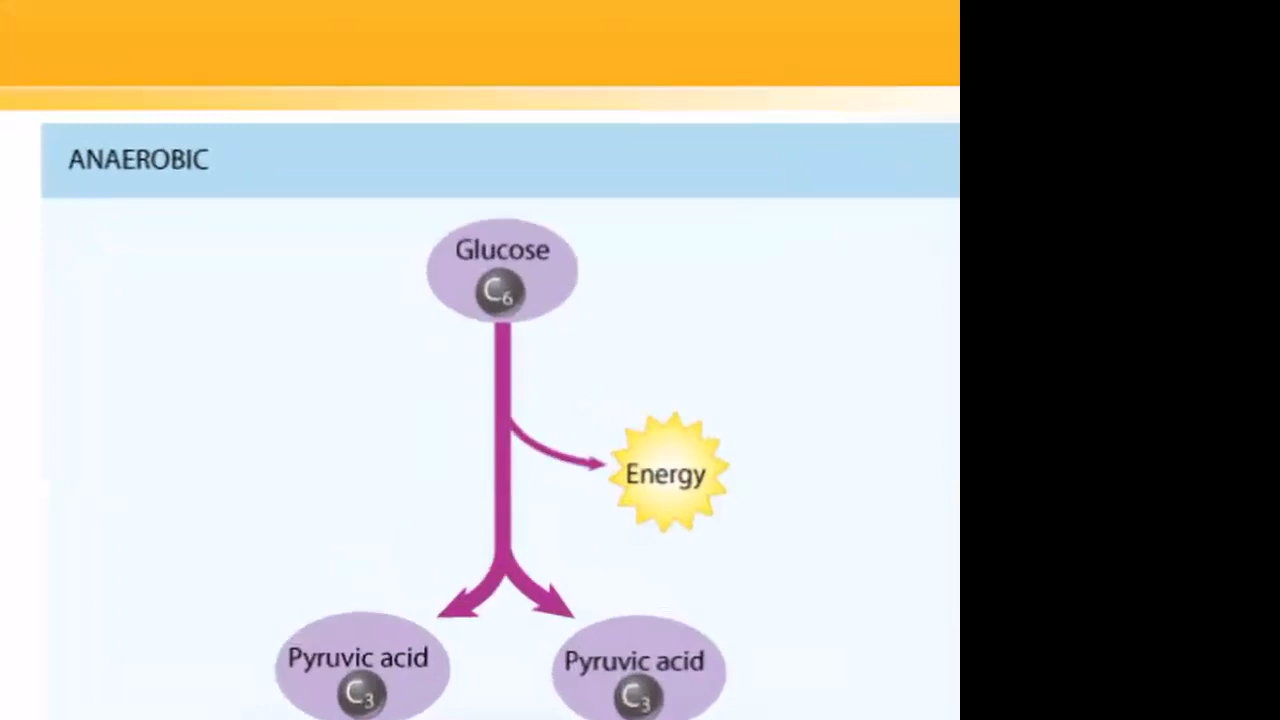 ANAEROBIC
Glucose
C₆
Energy
Pyruvic acid
C₃
Pyruvic acid
C₃